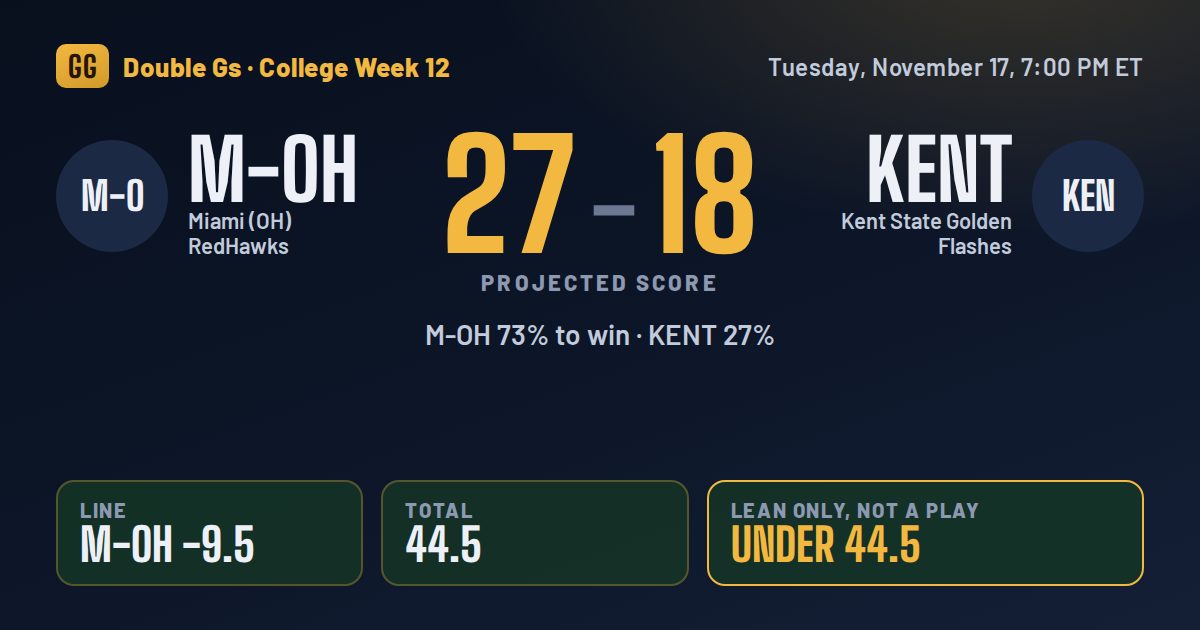 GG Double Gs · College Week 12
Tuesday, November 17, 7:00 PM ET
M-O
M-OH
Miami (OH)
RedHawks
27 – 18
PROJECTED SCORE
M-OH 73% to win · KENT 27%
KENT
Kent State Golden
Flashes
KEN
LINE
M-OH -9.5
TOTAL
44.5
LEAN ONLY, NOT A PLAY
UNDER 44.5